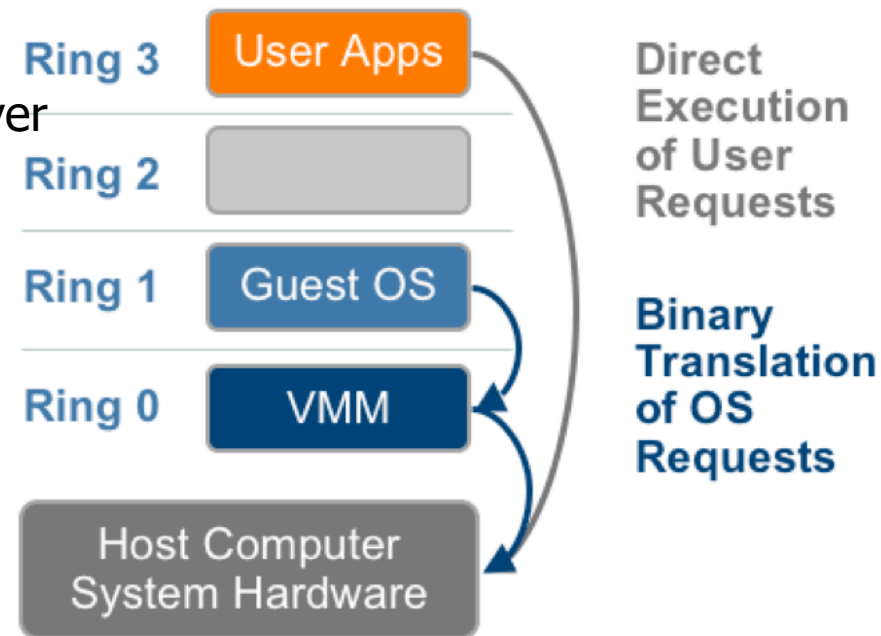 Ring 3
User Apps
ver
Ring 2
Ring 1
Guest OS
Ring 0
VMM
Host Computer
System Hardware
Direct
Execution
of User
Requests
Binary
Translation
of OS
Requests